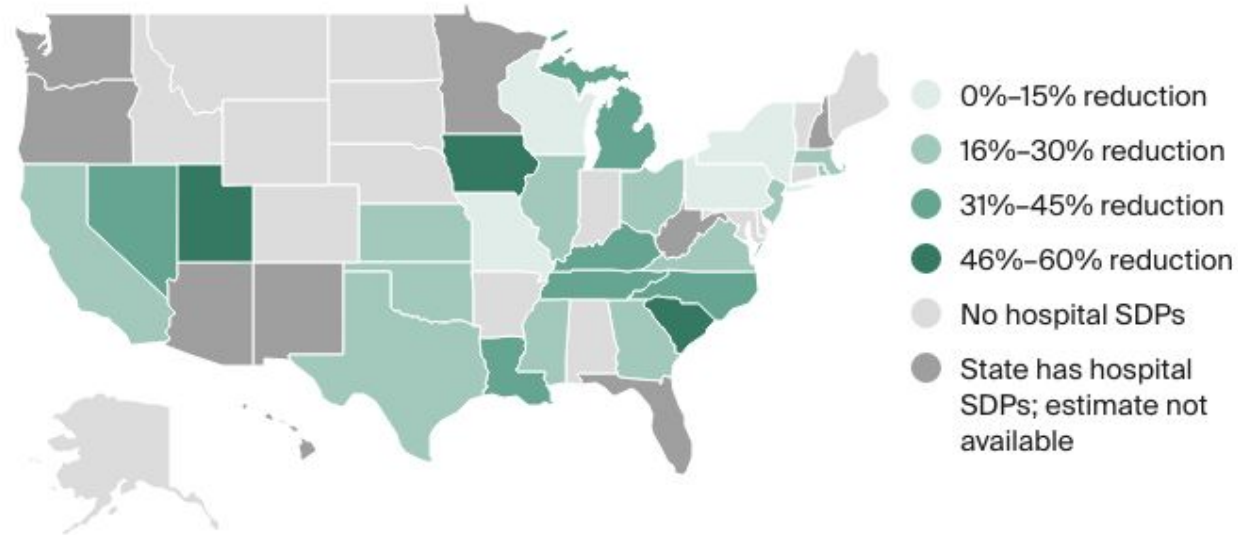 0%–15% reduction
16%–30% reduction
31%–45% reduction
46%–60% reduction
No hospital SDPs
State has hospital
SDPs; estimate not
available